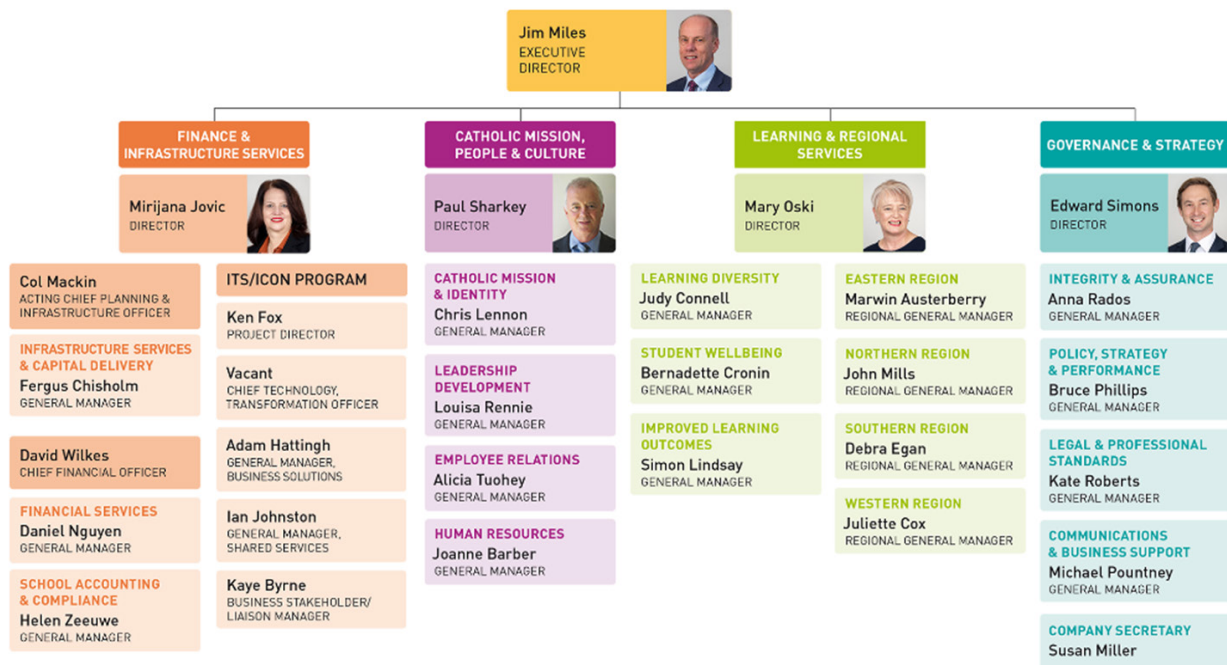 Jim Miles
EXECUTIVE
DIRECTOR
FINANCE &
INFRASTRUCTURE SERVICES
Mirijana Jovic
DIRECTOR
Col Mackin
ACTING CHIEF PLANNING &
INFRASTRUCTURE OFFICER
INFRASTRUCTURE SERVICES
& CAPITAL DELIVERY
Fergus Chisholm
GENERAL MANAGER
David Wilkes
CHIEF FINANCIAL OFFICER
FINANCIAL SERVICES
Daniel Nguyen
GENERAL MANAGER
SCHOOL ACCOUNTING
& COMPLIANCE
Helen Zeeuwe
GENERAL MANAGER
ITS/ICON PROGRAM
Ken Fox
PROJECT DIRECTOR
Vacant
CHIEF TECHNOLOGY,
TRANSFORMATION OFFICER
Adam Hattingh
GENERAL MANAGER,
BUSINESS SOLUTIONS
Ian Johnston
GENERAL MANAGER,
SHARED SERVICES
Kaye Byrne
BUSINESS STAKEHOLDER/
LIAISON MANAGER
CATHOLIC MISSION,
PEOPLE & CULTURE
Paul Sharkey
DIRECTOR
CATHOLIC MISSION
& IDENTITY
Chris Lennon
GENERAL MANAGER
LEADERSHIP
DEVELOPMENT
Louisa Rennie
GENERAL MANAGER
EMPLOYEE RELATIONS
Alicia Tuohey
GENERAL MANAGER
HUMAN RESOURCES
Joanne Barber
GENERAL MANAGER
LEARNING & REGIONAL
SERVICES
Mary Oski
DIRECTOR
LEARNING DIVERSITY
Judy Connell
GENERAL MANAGER
STUDENT WELLBEING
Bernadette Cronin
GENERAL MANAGER
IMPROVED LEARNING
OUTCOMES
Simon Lindsay
GENERAL MANAGER
EASTERN REGION
Marwin Austerberry
REGIONAL GENERAL MANAGER
NORTHERN REGION
John Mills
REGIONAL GENERAL MANAGER
SOUTHERN REGION
Debra Egan
REGIONAL GENERAL MANAGER
WESTERN REGION
Juliette Cox
REGIONAL GENERAL MANAGER
GOVERNANCE & STRATEGY
Edward Simons
DIRECTOR
INTEGRITY & ASSURANCE
Anna Rados
GENERAL MANAGER
POLICY, STRATEGY
& PERFORMANCE
Bruce Phillips
GENERAL MANAGER
LEGAL & PROFESSIONAL
STANDARDS
Kate Roberts
GENERAL MANAGER
COMMUNICATIONS
& BUSINESS SUPPORT
Michael Pountney
GENERAL MANAGER
COMPANY SECRETARY
Susan Miller